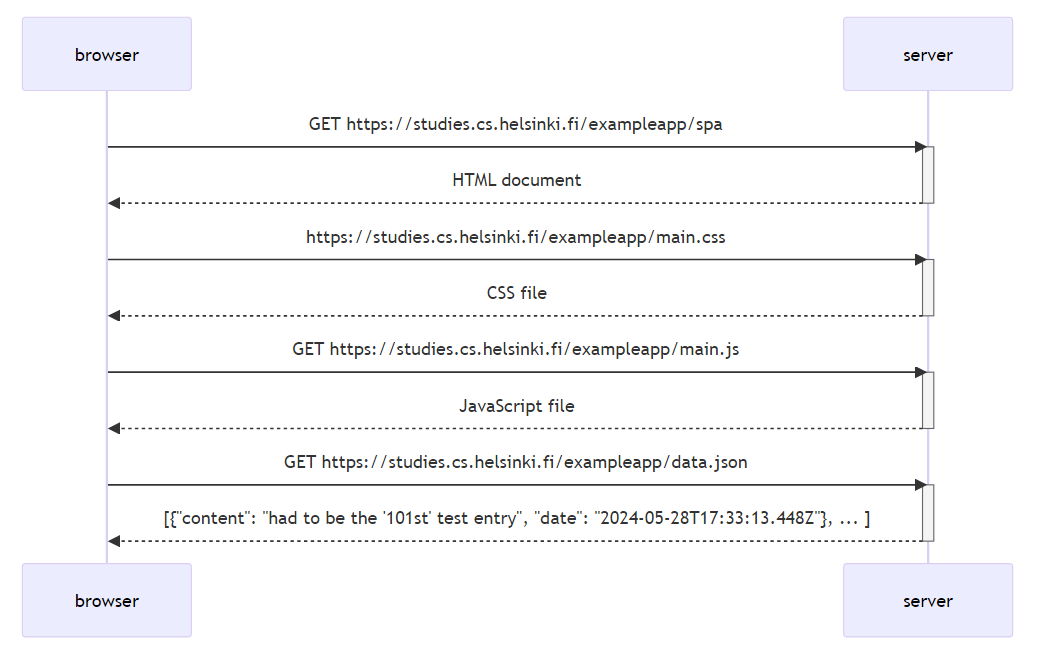 browser
server
GET https://studies.cs.helsinki.fi/exampleapp/spa
HTML document
https://studies.cs.helsinki.fi/exampleapp/main.css
CSS file
GET https://studies.cs.helsinki.fi/exampleapp/main.js
JavaScript file
GET https://studies.cs.helsinki.fi/exampleapp/data.json
[{"content": "had to be the '101st' test entry", "date": "2024-05-28T17:33:13.448Z"}, ... ]
browser
server